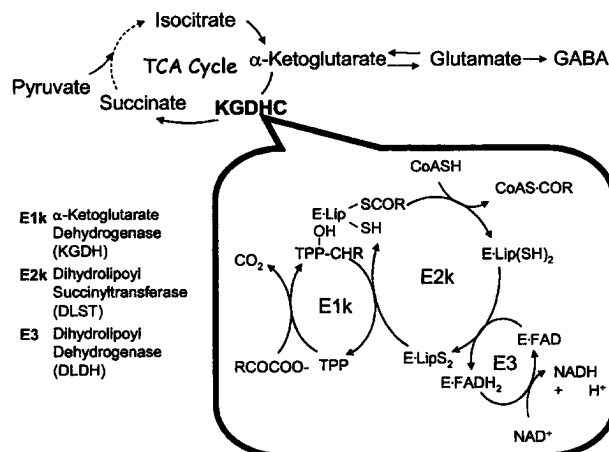 Isocitrate
TCA Cycle
α-Ketoglutarate
Glutamate
GABA
Pyruvate
Succinate
KGDHC
E1k α-Ketoglutarate
Dehydrogenase
(KGDH)
E2k Dihydrolipoyl
Succinyltransferase
(DLST)
E3 Dihydrolipoyl
Dehydrogenase
(DLDH)
CoASH
SCOR
CoAS·COR
E·Lip
SH
OH
TPP-CHR
CO2
E·Lip(SH)2
E1k
E2k
RCOCOO-
TPP
E·LipS2
E·FAD
E3
E·FADH2
NADH
+ H+
NAD+